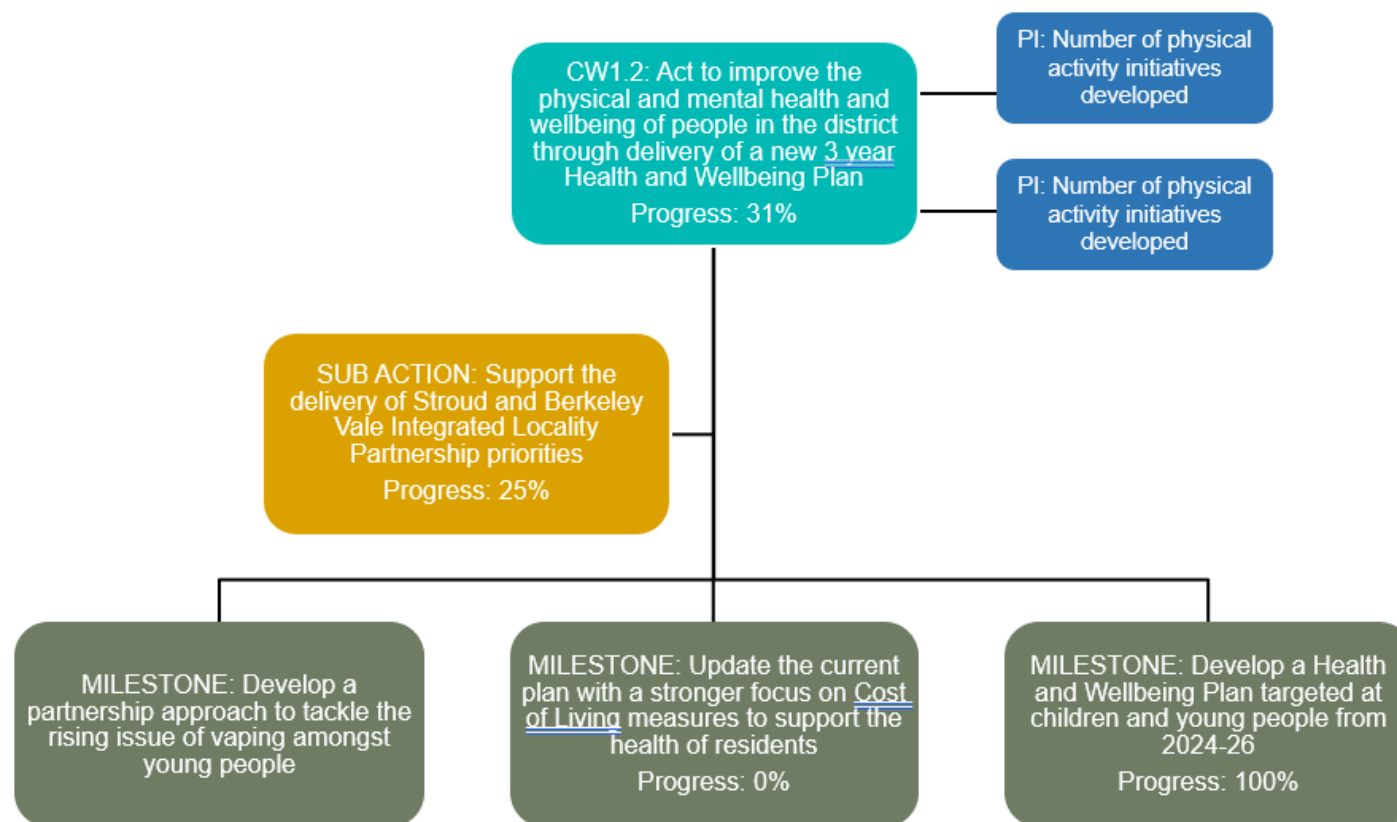 CW1.2: Act to improve the
physical and mental health and
wellbeing of people in the district
through delivery of a new 3 year
Health and Wellbeing Plan
Progress: 31%
PI: Number of physical
activity initiatives
developed
PI: Number of physical
activity initiatives
developed
SUB ACTION: Support the
delivery of Stroud and Berkeley
Vale Integrated Locality
Partnership priorities
Progress: 25%
MILESTONE: Develop a
partnership approach to tackle the
rising issue of vaping amongst
young people
MILESTONE: Update the current
plan with a stronger focus on Cost
of Living measures to support the
health of residents
Progress: 0%
MILESTONE: Develop a Health
and Wellbeing Plan targeted at
children and young people from
2024-26
Progress: 100%